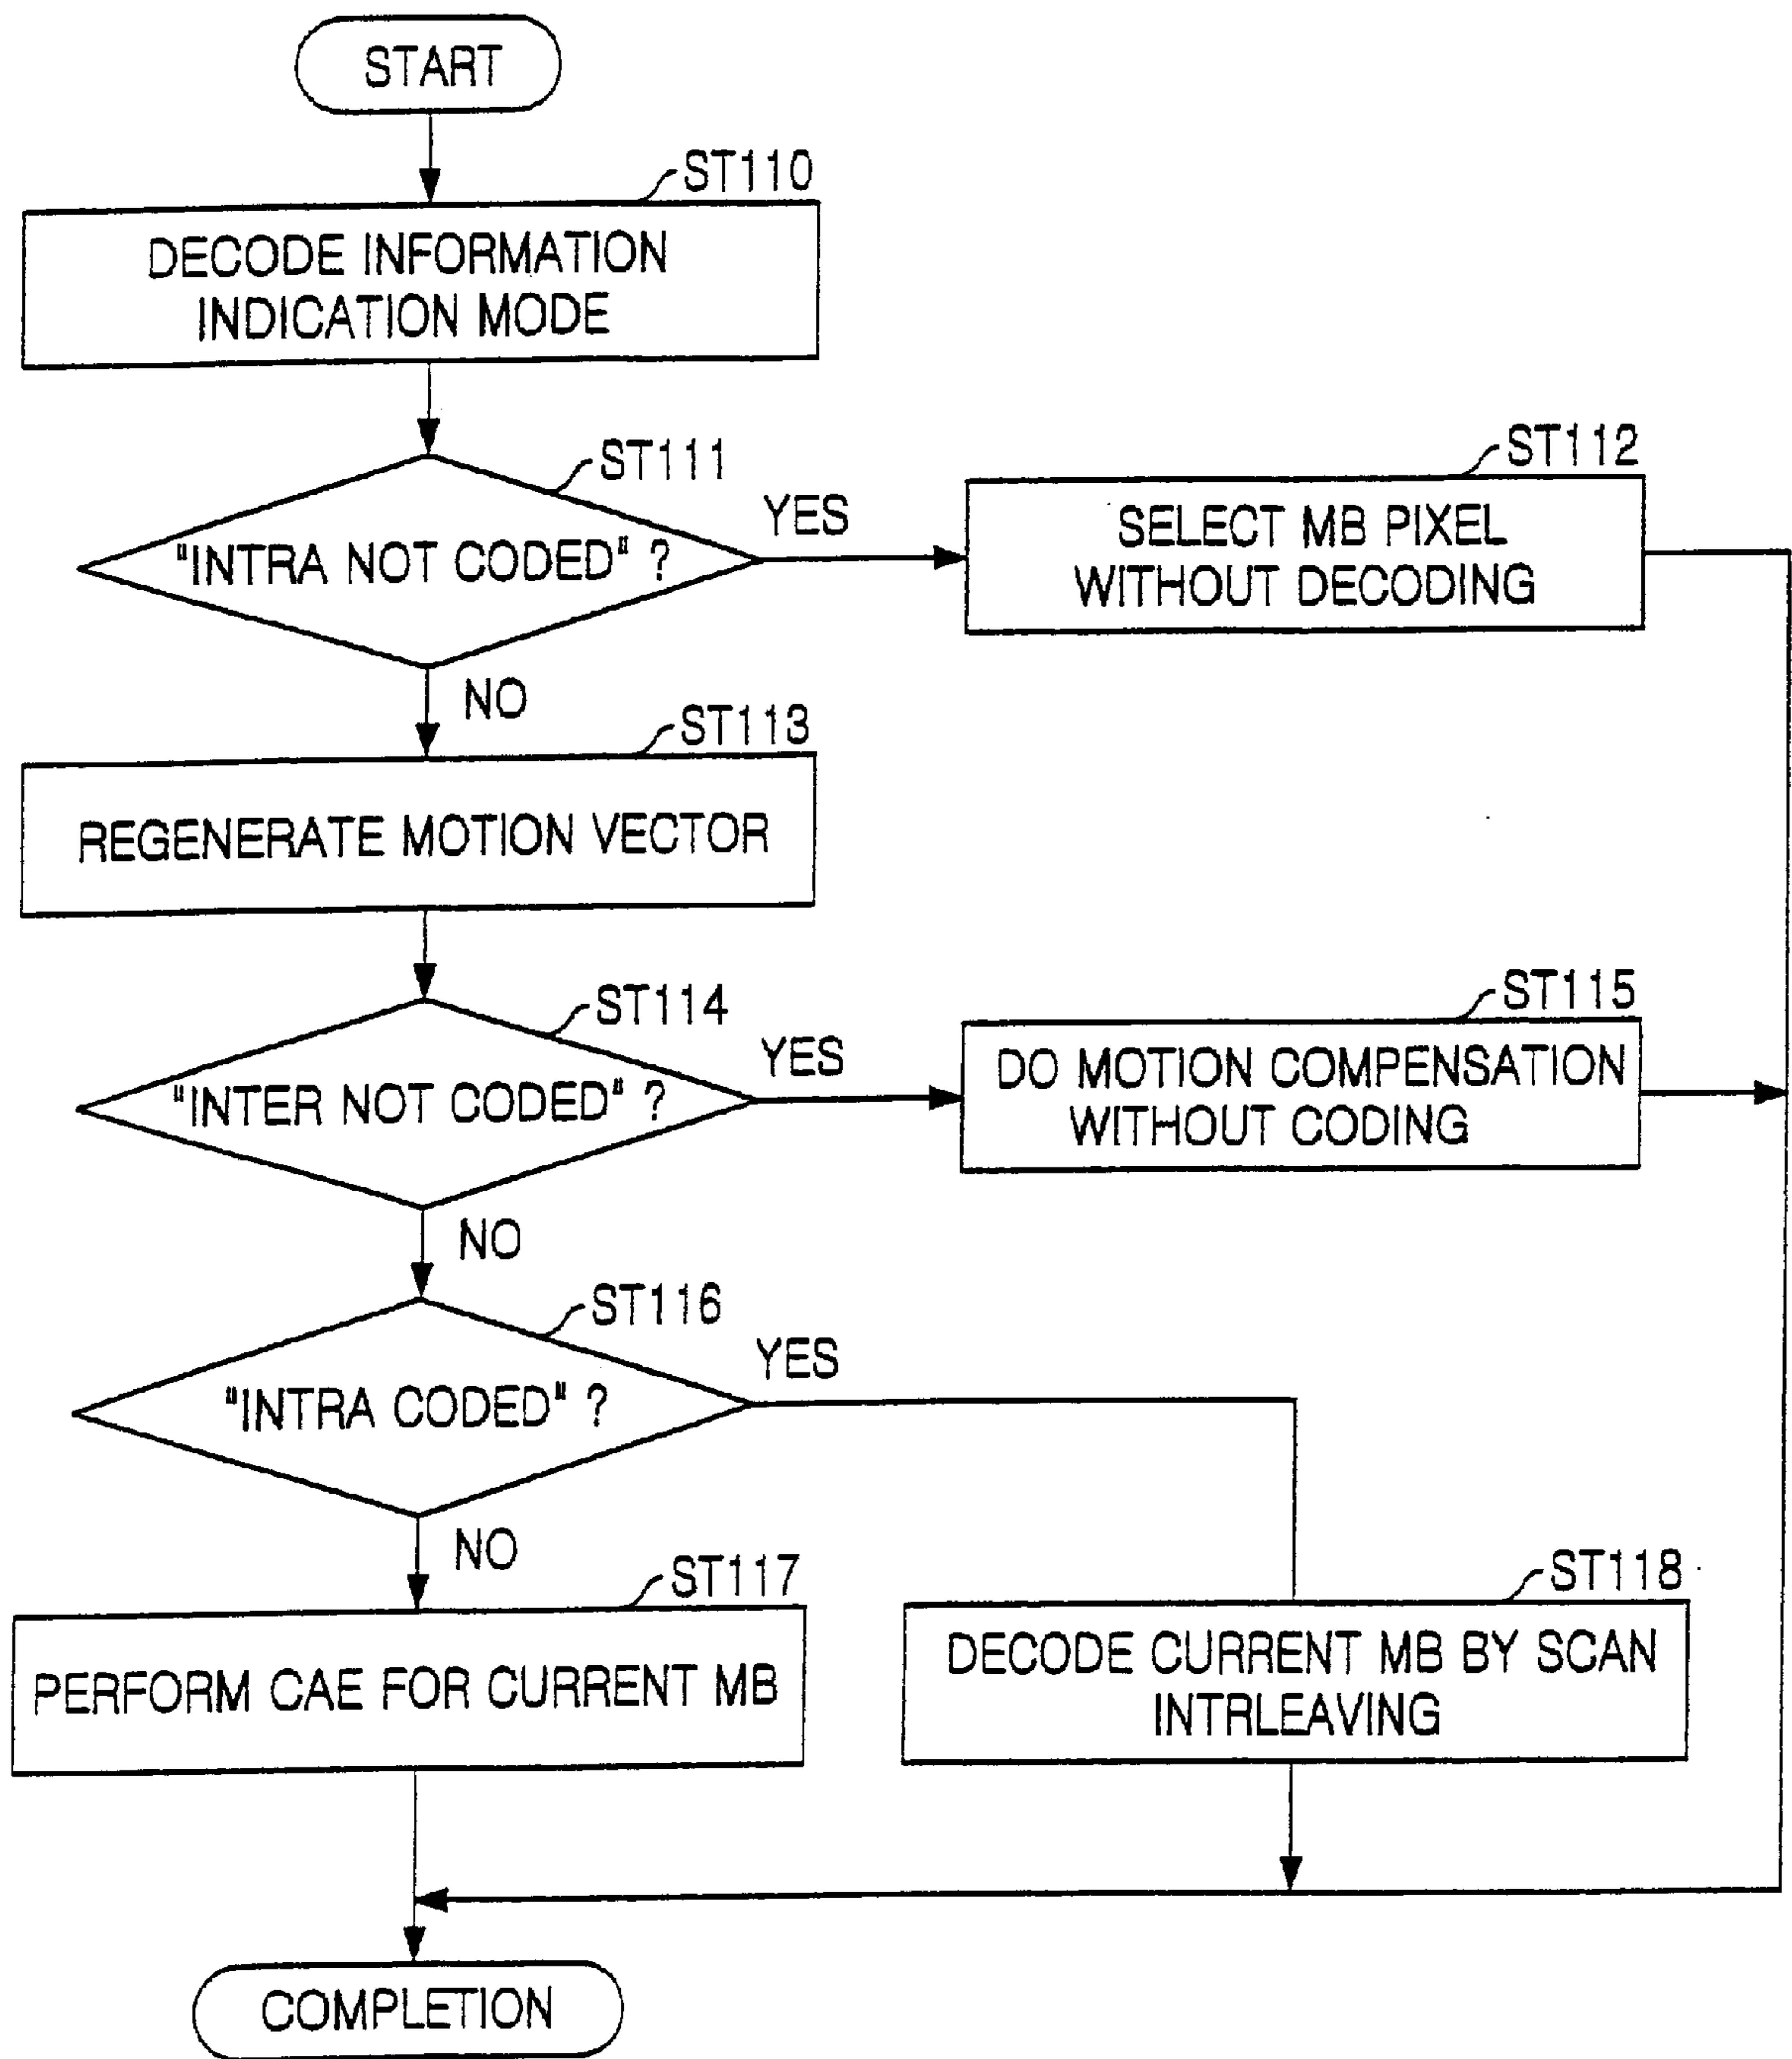 START
ST110
DECODE INFORMATION
INDICATION MODE
ST111
"INTRA NOT CODED" ?
YES
ST112
SELECT MB PIXEL
WITHOUT DECODING
NO
ST113
REGENERATE MOTION VECTOR
ST114
"INTER NOT CODED" ?
YES
ST115
DO MOTION COMPENSATION
WITHOUT CODING
NO
ST116
"INTRA CODED" ?
YES
NO
ST117
PERFORM CAE FOR CURRENT MB
ST118
DECODE CURRENT MB BY SCAN
INTRLEAVING
COMPLETION